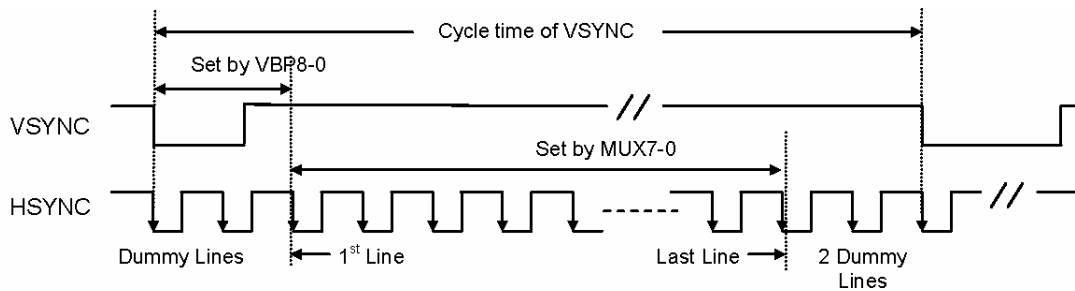 Cycle time of VSYNC
Set by VBP8-0
VSYNC
Set by MUX7-0
HSYNC
Dummy Lines
1st Line
Last Line
2 Dummy
Lines